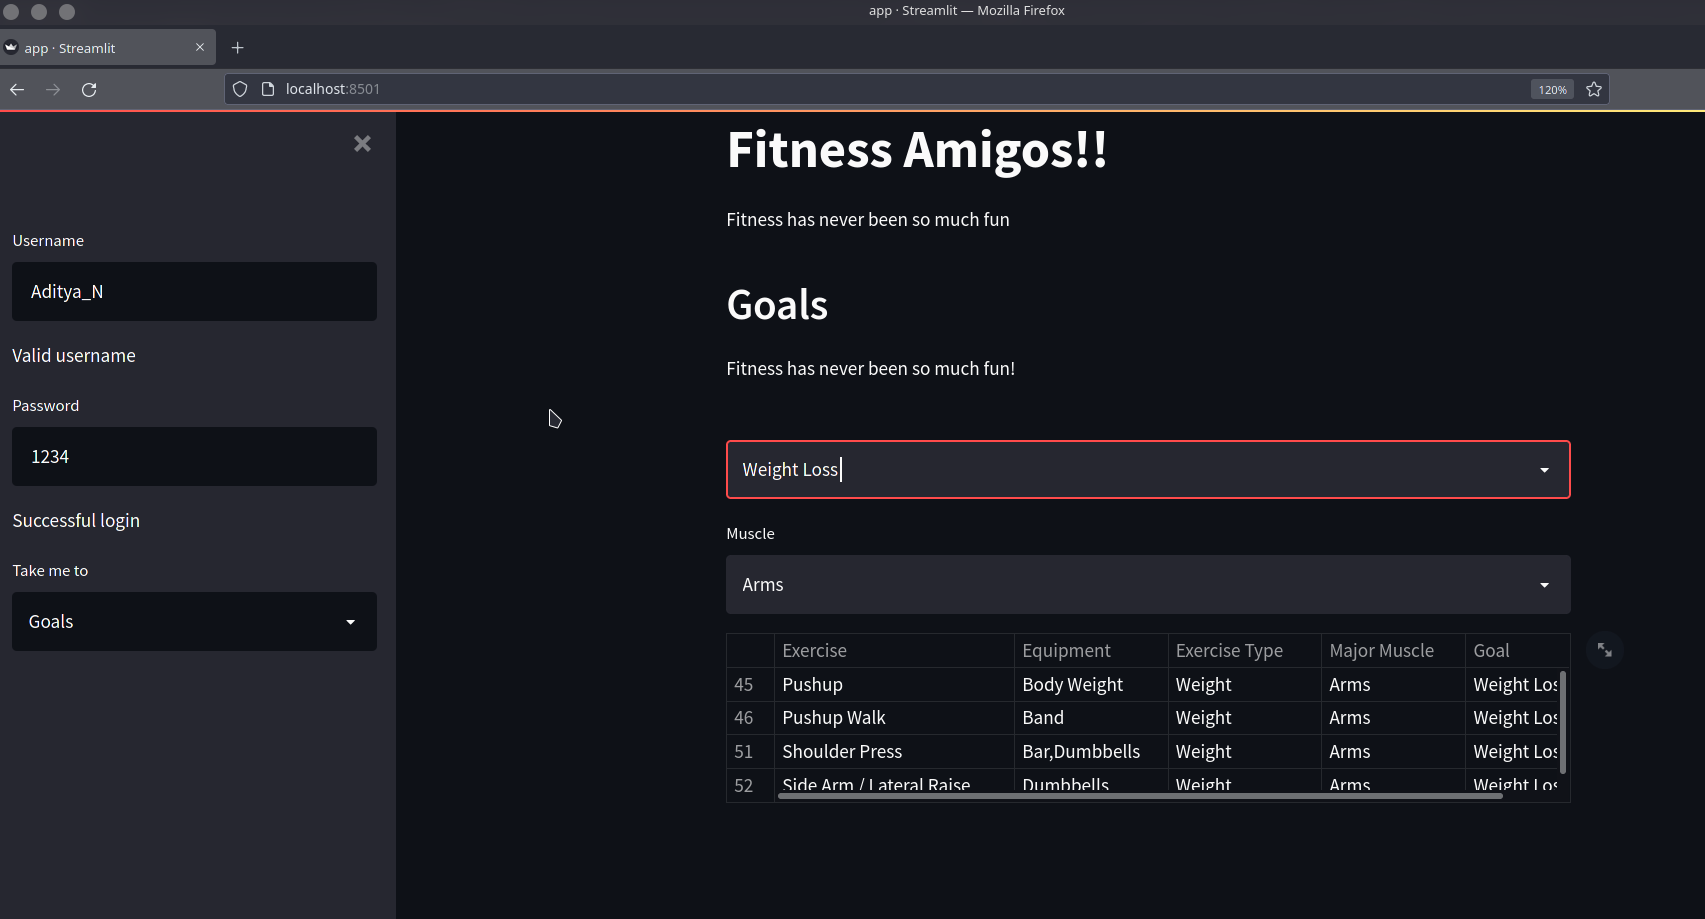 app · Streamlit — Mozilla Firefox
app · Streamlit
localhost:8501
120%
Username
Aditya_N
Valid username
Password
1234
Successful login
Take me to
Goals
Fitness Amigos!!
Fitness has never been so much fun
Goals
Fitness has never been so much fun!
Weight Loss
Muscle
Arms
Exercise Equipment Exercise Type Major Muscle Goal
45 Pushup Body Weight Weight Arms Weight Los
46 Pushup Walk Band Weight Arms Weight Los
51 Shoulder Press Bar,Dumbbells Weight Arms Weight Los
52 Side Arm / Lateral Raise Dumbbells Weight Arms Weight Los